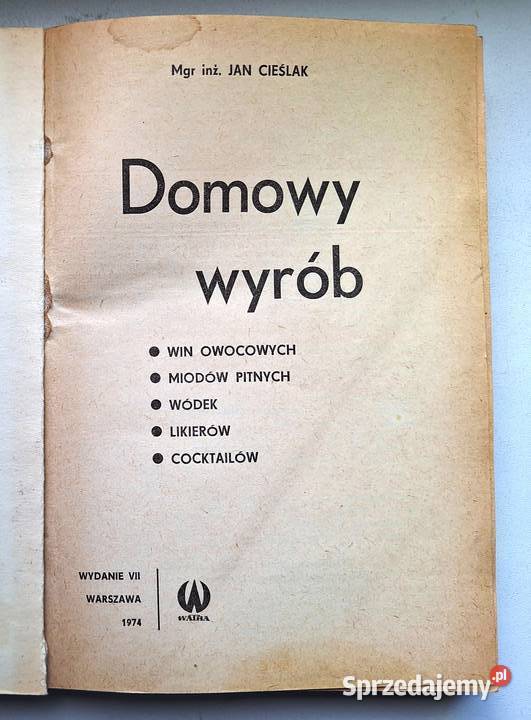 Mgr inż. JAN CIEŚLAK
Domowy
wyrób
● WIN OWOCOWYCH
● MIODÓW PITNYCH
● WÓDEK
● LIKIERÓW
● COCKTAILÓW
WYDANIE VII
WARSZAWA
1974
WATRA
Sprzedajemy.pl